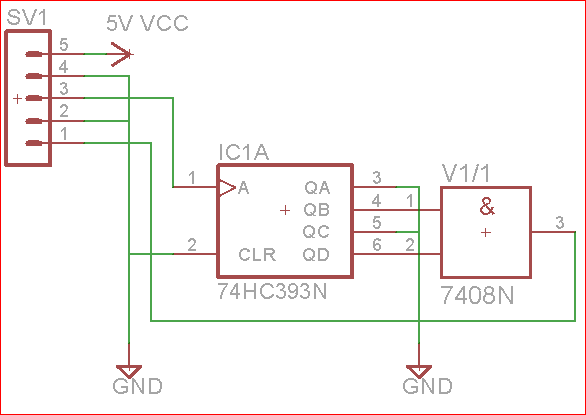 SV1
5V VCC
5
4
3
2
1
IC1A
1
A
2
CLR
QA
3
QB
4
QC
5
QD
6
74HC393N
V1/1
1
2
&
3
7408N
GND
GND